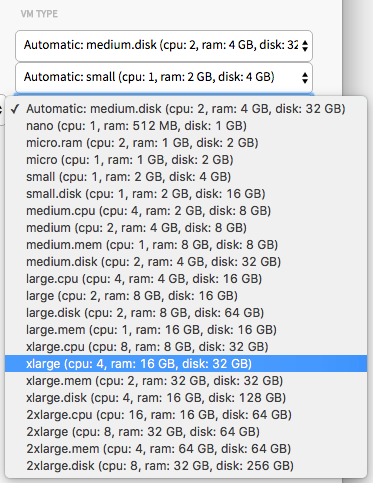 VM TYPE
Automatic: medium.disk (cpu: 2, ram: 4 GB, disk: 32
Automatic: small (cpu: 1, ram: 2 GB, disk: 4 GB)
✓ Automatic: medium.disk (cpu: 2, ram: 4 GB, disk: 32 GB)
nano (cpu: 1, ram: 512 MB, disk: 1 GB)
micro.ram (cpu: 2, ram: 1 GB, disk: 2 GB)
micro (cpu: 1, ram: 1 GB, disk: 2 GB)
small (cpu: 1, ram: 2 GB, disk: 4 GB)
small.disk (cpu: 1, ram: 2 GB, disk: 16 GB)
medium.cpu (cpu: 4, ram: 2 GB, disk: 8 GB)
medium (cpu: 2, ram: 4 GB, disk: 8 GB)
medium.mem (cpu: 1, ram: 8 GB, disk: 8 GB)
medium.disk (cpu: 2, ram: 4 GB, disk: 32 GB)
large.cpu (cpu: 4, ram: 4 GB, disk: 16 GB)
large (cpu: 2, ram: 8 GB, disk: 16 GB)
large.disk (cpu: 2, ram: 8 GB, disk: 64 GB)
large.mem (cpu: 1, ram: 16 GB, disk: 16 GB)
xlarge.cpu (cpu: 8, ram: 8 GB, disk: 32 GB)
xlarge (cpu: 4, ram: 16 GB, disk: 32 GB)
xlarge.mem (cpu: 2, ram: 32 GB, disk: 32 GB)
xlarge.disk (cpu: 4, ram: 16 GB, disk: 128 GB)
2xlarge.cpu (cpu: 16, ram: 16 GB, disk: 64 GB)
2xlarge (cpu: 8, ram: 32 GB, disk: 64 GB)
2xlarge.mem (cpu: 4, ram: 64 GB, disk: 64 GB)
2xlarge.disk (cpu: 8, ram: 32 GB, disk: 256 GB)